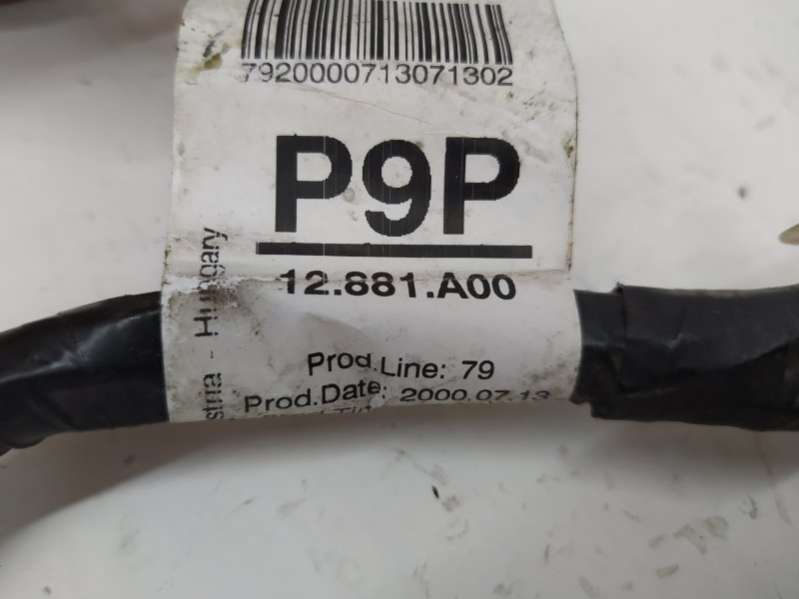 7920000713071302
P9P
12.881.A00
Prod.Line: 79
Prod.Date: 2000.07.13
Hungary